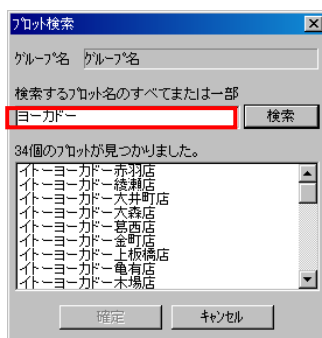 プロット検索
グループ名 グループ名
検索するプロット名のすべてまたは一部
ヨーカドー 検索
34個のプロットが見つかりました。
イトーヨーカドー赤羽店
イトーヨーカドー綾瀬店
イトーヨーカドー大井町店
イトーヨーカドー大森店
イトーヨーカドー葛西店
イトーヨーカドー金町店
イトーヨーカドー上板橋店
イトーヨーカドー亀有店
イトーヨーカドー木場店
確定 キャンセル